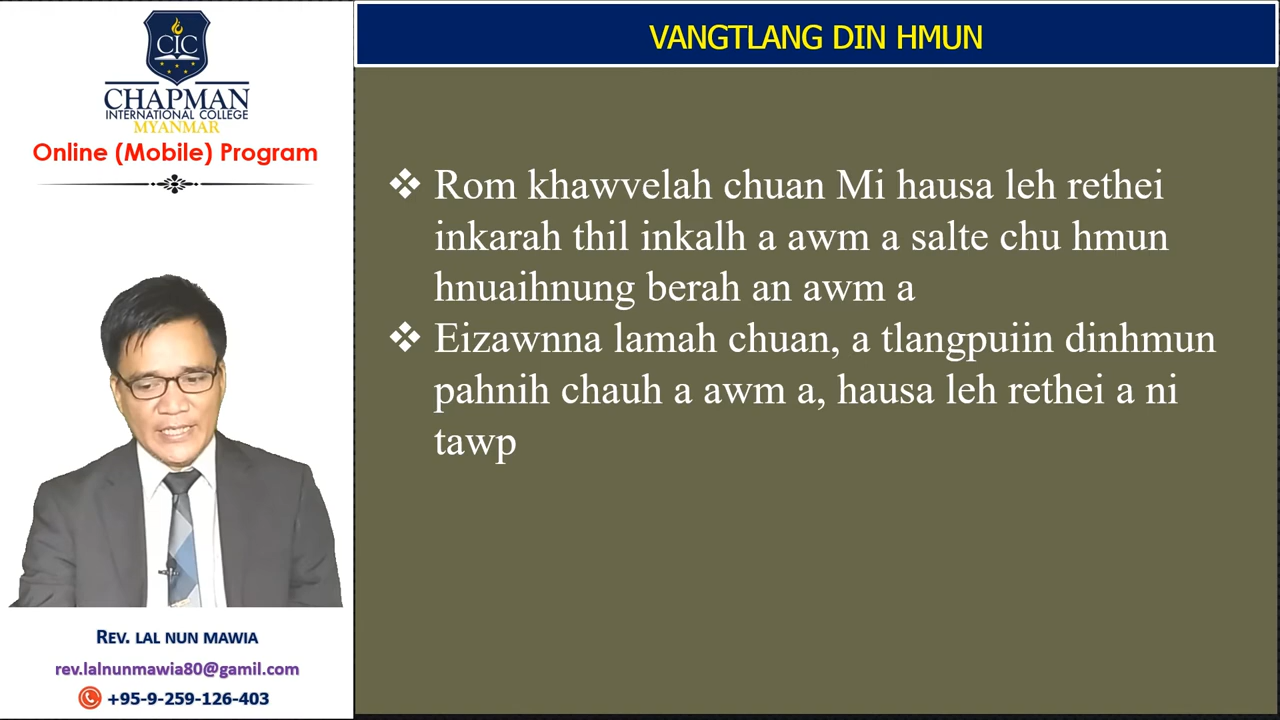 CIC
CHAPMAN
INTERNATIONAL COLLEGE
MYANMAR
Online (Mobile) Program
REV. LAL NUN MAWIA
rev.lalnunmawia80@gamil.com
+95-9-259-126-403
VANGTLANG DIN HMUN
❖ Rom khawvelah chuan Mi hausa leh rethei
inkarah thil inkalh a awm a salte chu hmun
hnuaihnung berah an awm a
❖ Eizawnna lamah chuan, a tlangpuiin dinhmun
pahnih chauh a awm a, hausa leh rethei a ni
tawp